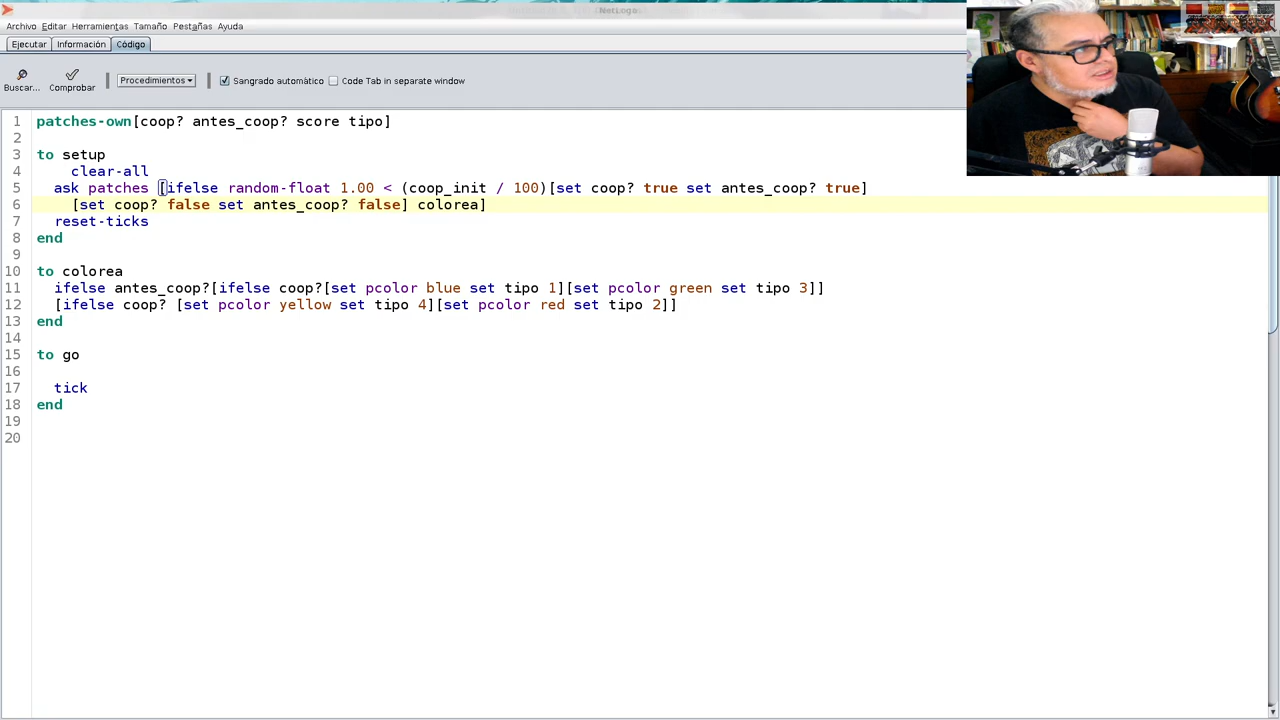 NetLogo
Archivo Editar Herramientas Tamaño Pestañas Ayuda
Ejecutar Información Código
Buscar... Comprobar Procedimientos Sangrado automático Code Tab in separate window
1 patches-own[coop? antes_coop? score tipo]
2
3 to setup
4 clear-all
5 ask patches [ifelse random-float 1.00 < (coop_init / 100)[set coop? true set antes_coop? true]
6 [set coop? false set antes_coop? false] colorea]
7 reset-ticks
8 end
9
10 to colorea
11 ifelse antes_coop?[ifelse coop?[set pcolor blue set tipo 1][set pcolor green set tipo 3]]
12 [ifelse coop? [set pcolor yellow set tipo 4][set pcolor red set tipo 2]]
13 end
14
15 to go
16
17 tick
18 end
19
20